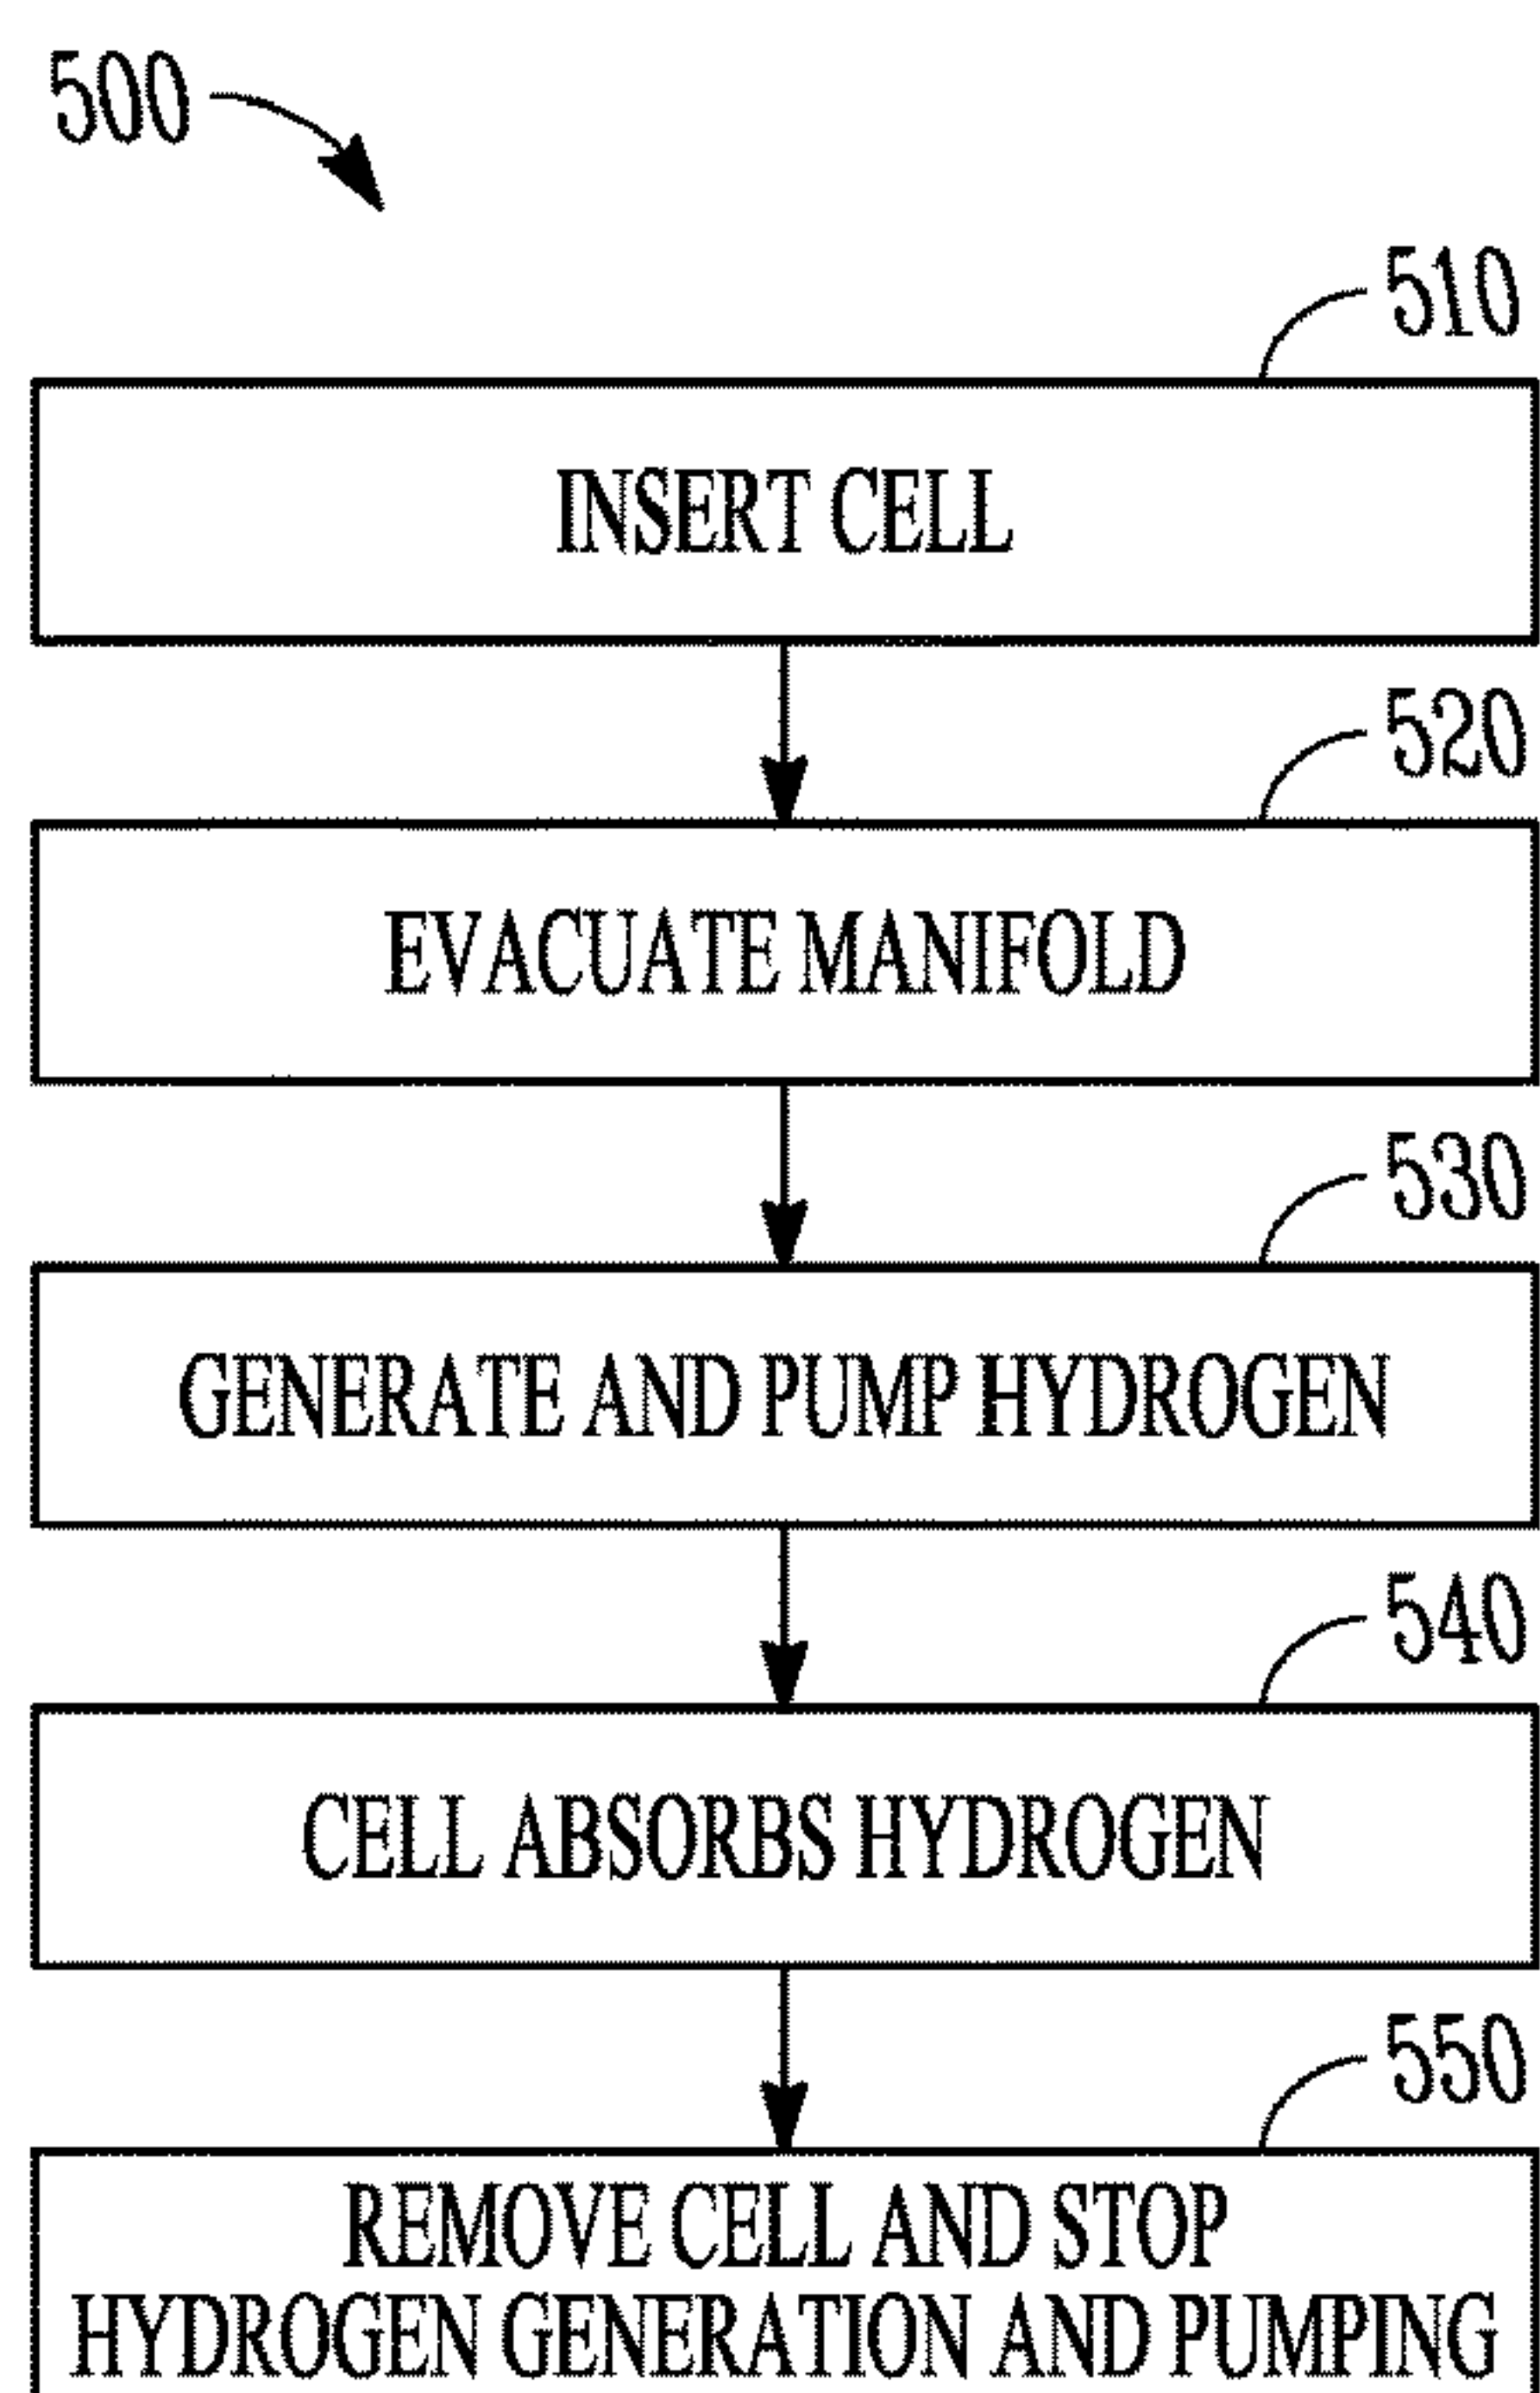 500
510
INSERT CELL
520
EVACUATE MANIFOLD
530
GENERATE AND PUMP HYDROGEN
540
CELL ABSORBS HYDROGEN
550
REMOVE CELL AND STOP
HYDROGEN GENERATION AND PUMPING